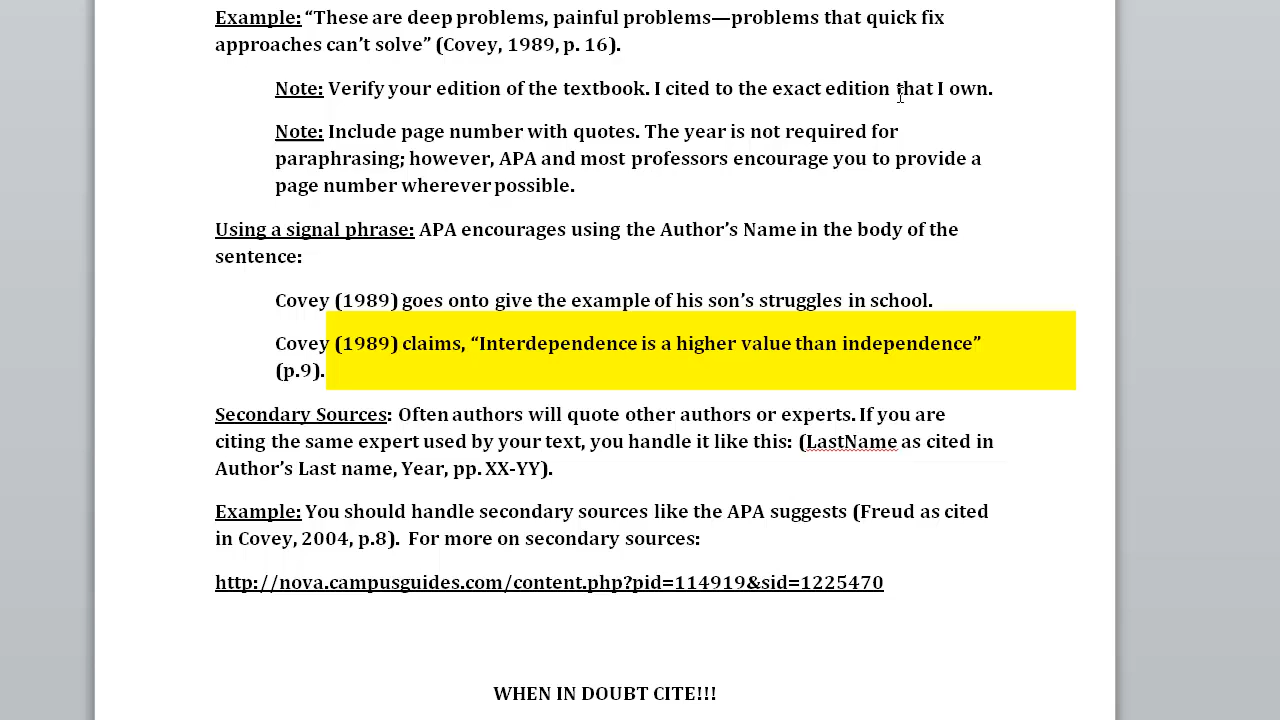 Example: “These are deep problems, painful problems—problems that quick fix
approaches can’t solve” (Covey, 1989, p. 16).
Note: Verify your edition of the textbook. I cited to the exact edition that I own.
Note: Include page number with quotes. The year is not required for
paraphrasing; however, APA and most professors encourage you to provide a
page number wherever possible.
Using a signal phrase: APA encourages using the Author’s Name in the body of the
sentence:
Covey (1989) goes onto give the example of his son’s struggles in school.
Covey (1989) claims, “Interdependence is a higher value than independence”
(p.9).
Secondary Sources: Often authors will quote other authors or experts. If you are
citing the same expert used by your text, you handle it like this: (LastName as cited in
Author’s Last name, Year, pp. XX-YY).
Example: You should handle secondary sources like the APA suggests (Freud as cited
in Covey, 2004, p.8). For more on secondary sources:
http://nova.campusguides.com/content.php?pid=114919&sid=1225470
WHEN IN DOUBT CITE!!!